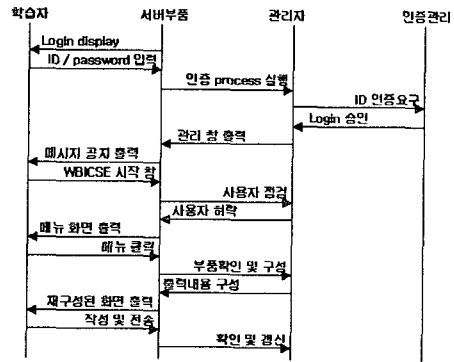 학습자 서버부품 관리자 인증관리
Login display
ID / password 입력
인증 process 실행
ID 인증요구
Login 승인
관리 창 출력
메시지 공지 출력
WBICSE 시작 창
사용자 점검
사용자 허락
메뉴 화면 출력
메뉴 클릭
부품확인 및 구성
출력내용 구성
재구성된 화면 출력
작성 및 전송
확인 및 갱신